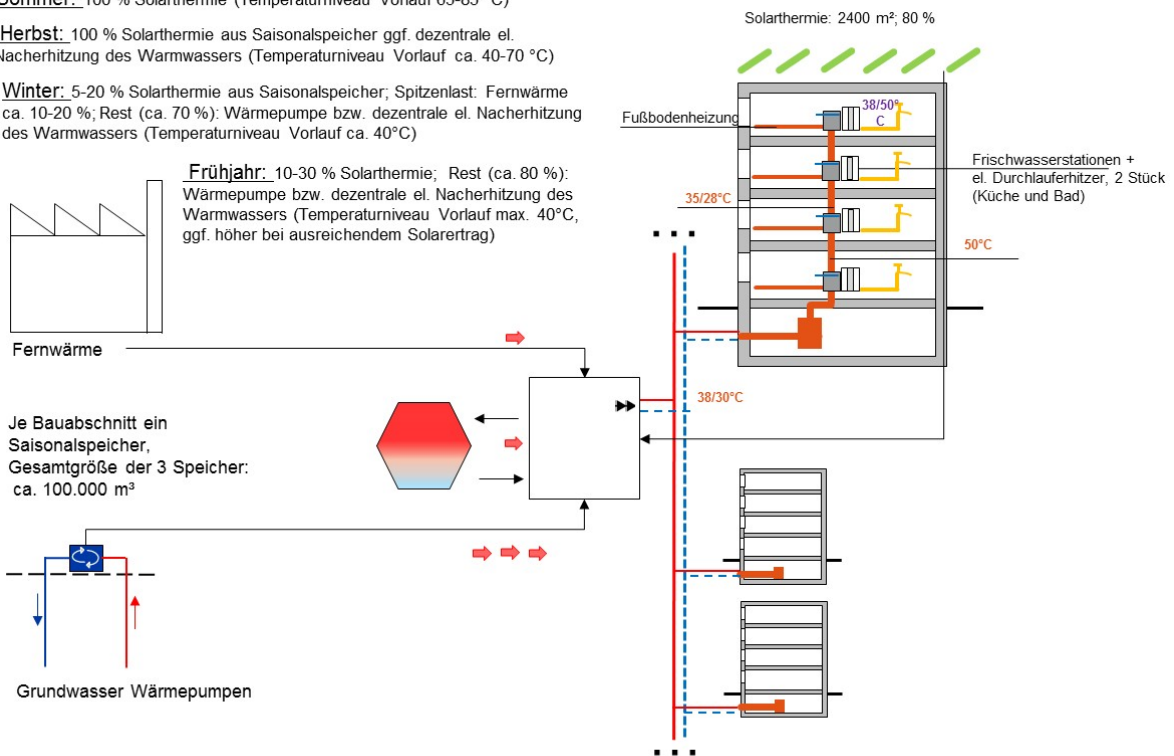 Sommer: 100 % Solarthermie (Temperaturniveau Vorlauf 65-85 °C)
Herbst: 100 % Solarthermie aus Saisonalspeicher ggf. dezentrale el.
Nacherhitzung des Warmwassers (Temperaturniveau Vorlauf ca. 40-70 °C)
Winter: 5-20 % Solarthermie aus Saisonalspeicher; Spitzenlast: Fernwärme
ca. 10-20 %; Rest (ca. 70 %): Wärmepumpe bzw. dezentrale el. Nacherhitzung
des Warmwassers (Temperaturniveau Vorlauf ca. 40°C)
Frühjahr: 10-30 % Solarthermie; Rest (ca. 80 %):
Wärmepumpe bzw. dezentrale el. Nacherhitzung des
Warmwassers (Temperaturniveau Vorlauf max. 40°C,
ggf. höher bei ausreichendem Solarertrag)
Solarthermie: 2400 m²; 80 %
Fußbodenheizung
38/50°
C
Frischwasserstationen +
el. Durchlauferhitzer, 2 Stück
(Küche und Bad)
35/28°C
50°C
Fernwärme
38/30°C
Je Bauabschnitt ein
Saisonalspeicher,
Gesamtgröße der 3 Speicher:
ca. 100.000 m³
Grundwasser Wärmepumpen